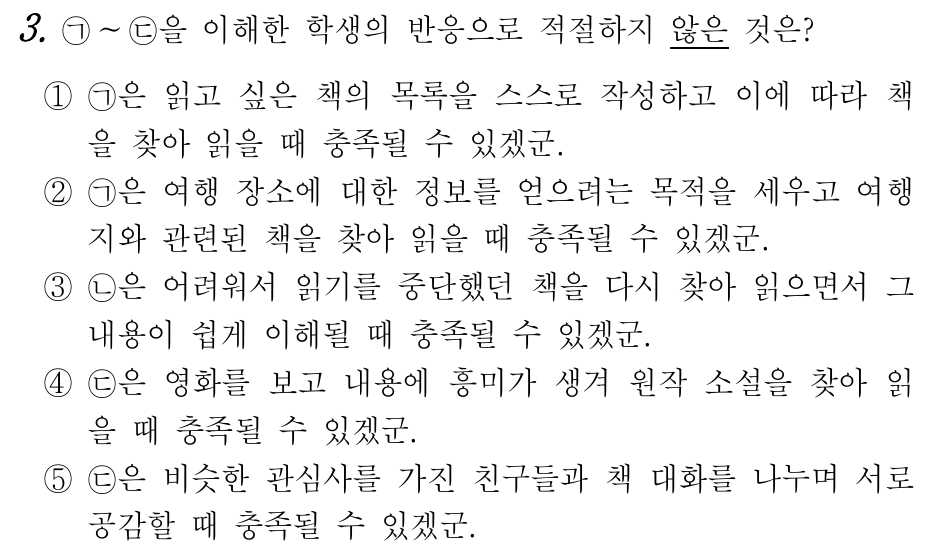 3. ㉠~㉢을 이해한 학생의 반응으로 적절하지 않은 것은?
① ㉠은 읽고 싶은 책의 목록을 스스로 작성하고 이에 따라 책
을 찾아 읽을 때 충족될 수 있겠군.
② ㉠은 여행 장소에 대한 정보를 얻으려는 목적을 세우고 여행
지와 관련된 책을 찾아 읽을 때 충족될 수 있겠군.
③ ㉡은 어려워서 읽기를 중단했던 책을 다시 찾아 읽으면서 그
내용이 쉽게 이해될 때 충족될 수 있겠군.
④ ㉢은 영화를 보고 내용에 흥미가 생겨 원작 소설을 찾아 읽
을 때 충족될 수 있겠군.
⑤ ㉢은 비슷한 관심사를 가진 친구들과 책 대화를 나누며 서로
공감할 때 충족될 수 있겠군.